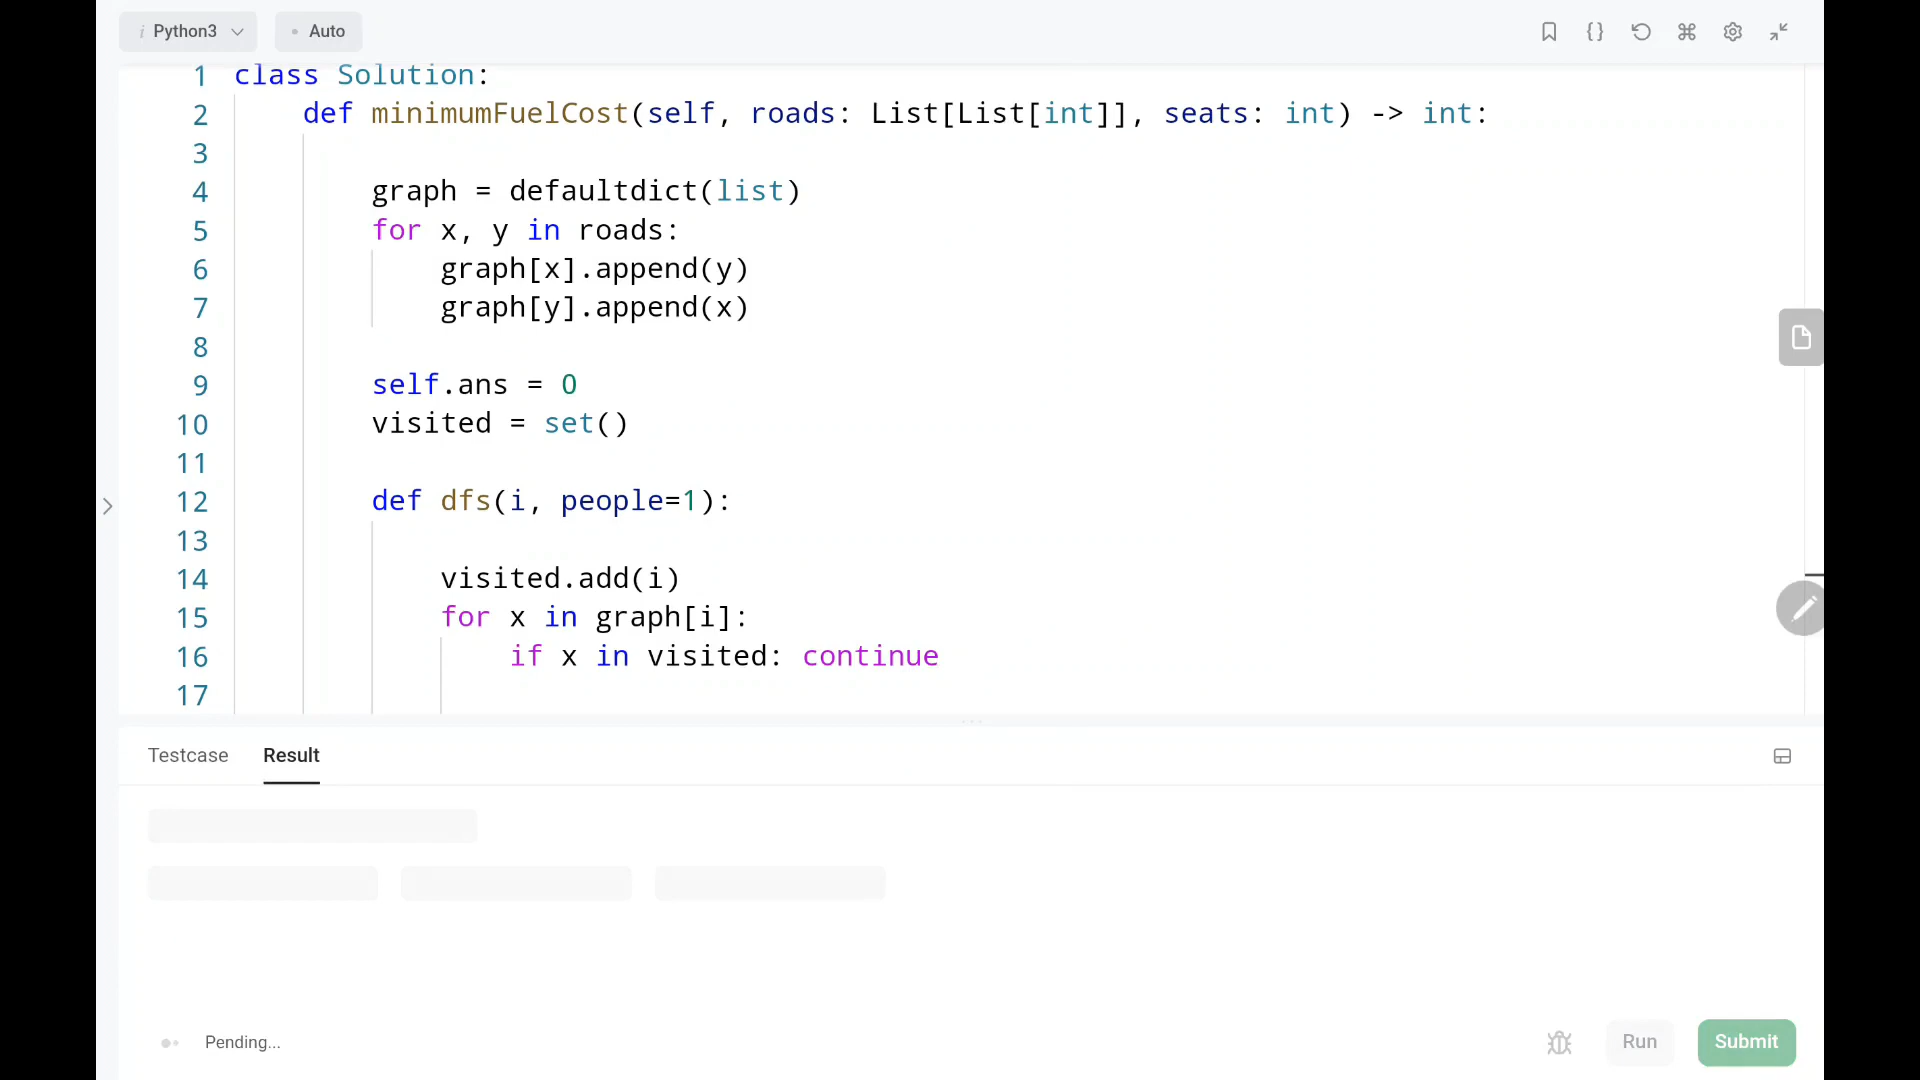 i Python3
Auto
1 class Solution:
2 def minimumFuelCost(self, roads: List[List[int]], seats: int) -> int:
3
4 graph = defaultdict(list)
5 for x, y in roads:
6 graph[x].append(y)
7 graph[y].append(x)
8
9 self.ans = 0
10 visited = set()
11
12 def dfs(i, people=1):
13
14 visited.add(i)
15 for x in graph[i]:
16 if x in visited: continue
17
Testcase Result
Pending...
Run Submit